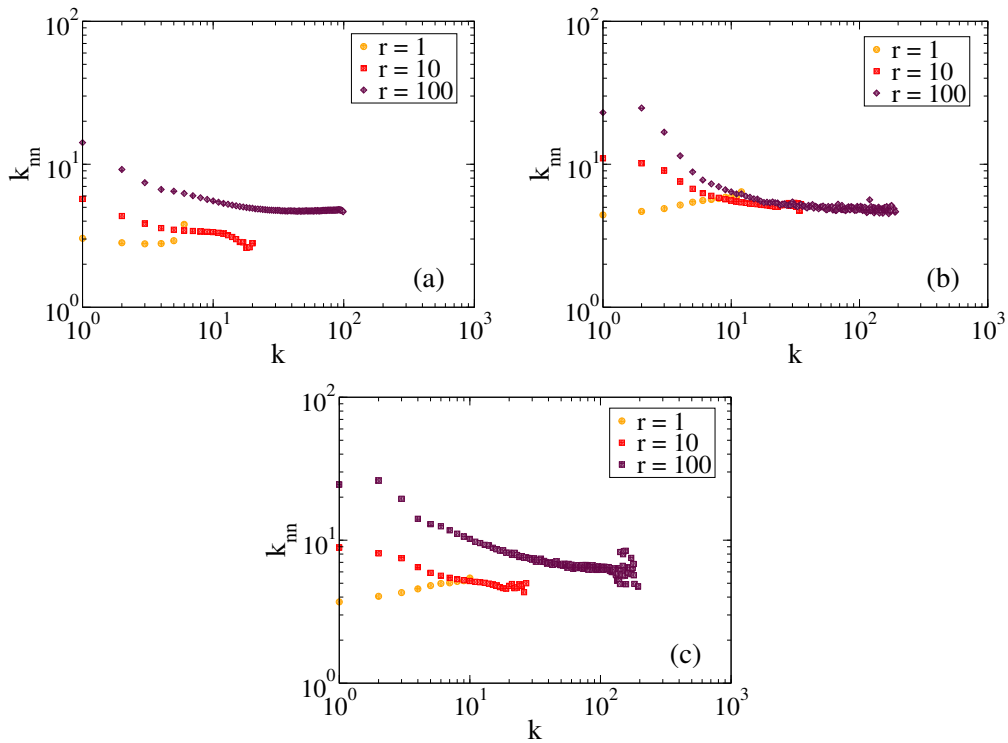 10^2
r = 1
r = 10
r = 100
10^1
k_nn
(a)
10^0
10^0 10^1 10^2 10^3
k
10^2
r = 1
r = 10
r = 100
10^1
k_nn
(b)
10^0
10^0 10^1 10^2 10^3
k
10^2
r = 1
r = 10
r = 100
10^1
k_nn
(c)
10^0
10^0 10^1 10^2 10^3
k